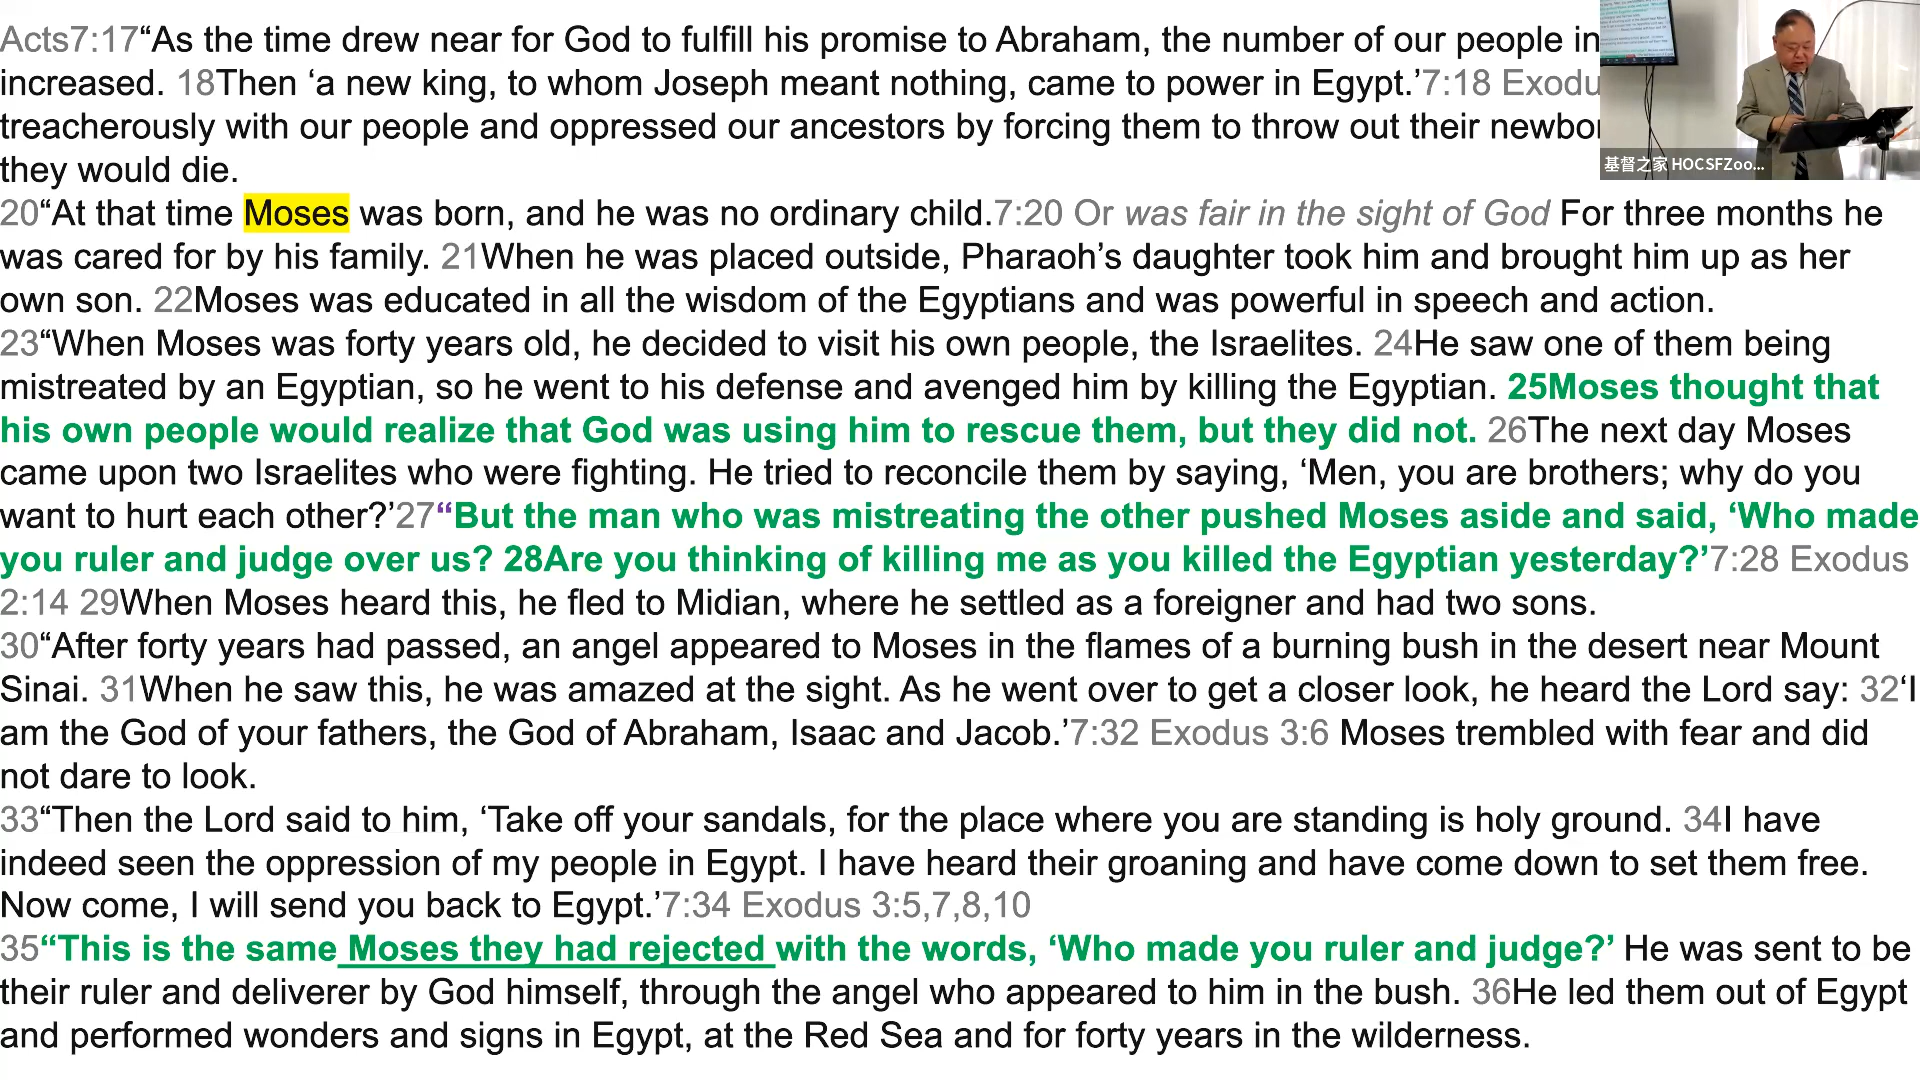 Acts7:17“As the time drew near for God to fulfill his promise to Abraham, the number of our people in
increased. 18Then ‘a new king, to whom Joseph meant nothing, came to power in Egypt.’7:18 Exodu
treacherously with our people and oppressed our ancestors by forcing them to throw out their newbo
they would die.
基督之家 HOCSFZoo...
20“At that time Moses was born, and he was no ordinary child.7:20 Or was fair in the sight of God For three months he
was cared for by his family. 21When he was placed outside, Pharaoh’s daughter took him and brought him up as her
own son. 22Moses was educated in all the wisdom of the Egyptians and was powerful in speech and action.
23“When Moses was forty years old, he decided to visit his own people, the Israelites. 24He saw one of them being
mistreated by an Egyptian, so he went to his defense and avenged him by killing the Egyptian. 25Moses thought that
his own people would realize that God was using him to rescue them, but they did not. 26The next day Moses
came upon two Israelites who were fighting. He tried to reconcile them by saying, ‘Men, you are brothers; why do you
want to hurt each other?’27“But the man who was mistreating the other pushed Moses aside and said, ‘Who made
you ruler and judge over us? 28Are you thinking of killing me as you killed the Egyptian yesterday?’7:28 Exodus
2:14 29When Moses heard this, he fled to Midian, where he settled as a foreigner and had two sons.
30“After forty years had passed, an angel appeared to Moses in the flames of a burning bush in the desert near Mount
Sinai. 31When he saw this, he was amazed at the sight. As he went over to get a closer look, he heard the Lord say: 32‘I
am the God of your fathers, the God of Abraham, Isaac and Jacob.’7:32 Exodus 3:6 Moses trembled with fear and did
not dare to look.
33“Then the Lord said to him, ‘Take off your sandals, for the place where you are standing is holy ground. 34I have
indeed seen the oppression of my people in Egypt. I have heard their groaning and have come down to set them free.
Now come, I will send you back to Egypt.’7:34 Exodus 3:5,7,8,10
35“This is the same Moses they had rejected with the words, ‘Who made you ruler and judge?’ He was sent to be
their ruler and deliverer by God himself, through the angel who appeared to him in the bush. 36He led them out of Egypt
and performed wonders and signs in Egypt, at the Red Sea and for forty years in the wilderness.